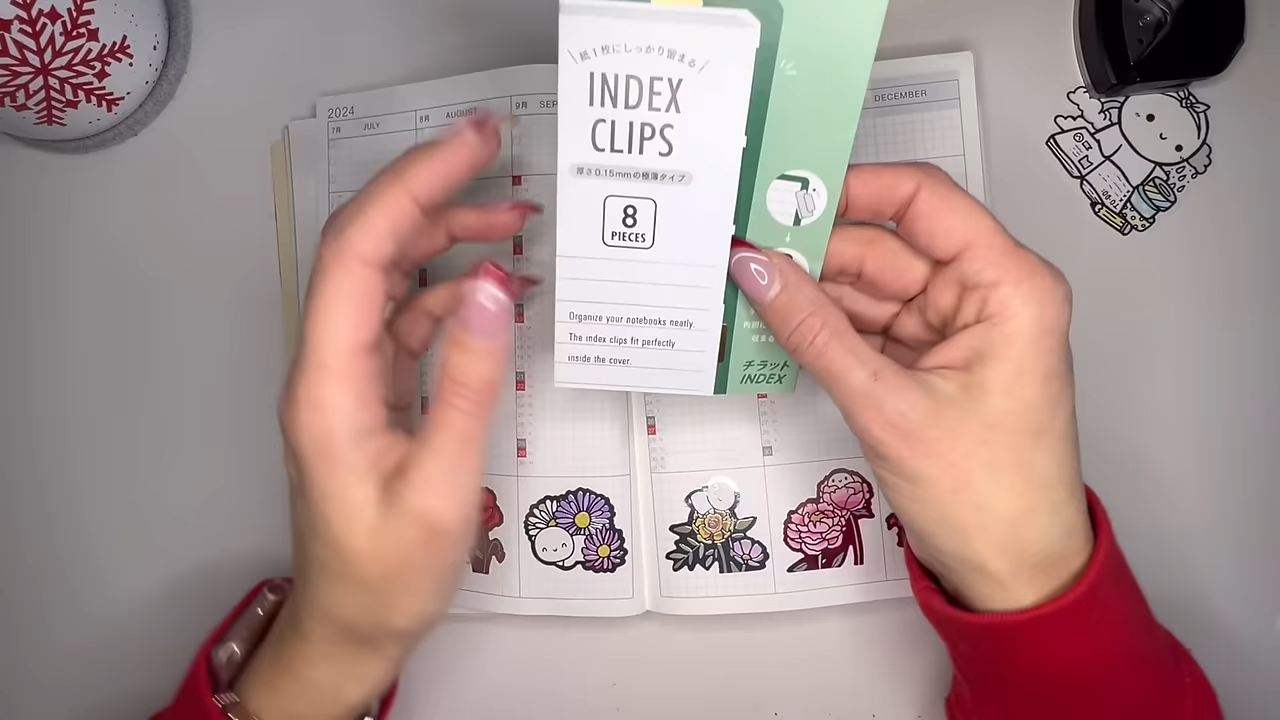 紙1枚にしっかり留まる
INDEX
CLIPS
厚さ0.15mmの極薄タイプ
8
PIECES
Organize your notebooks neatly.
The index clips fit perfectly
inside the cover.
チラット
INDEX
2024
7月 JULY
8月 AUGUST
9月 SEP
DECEMBER